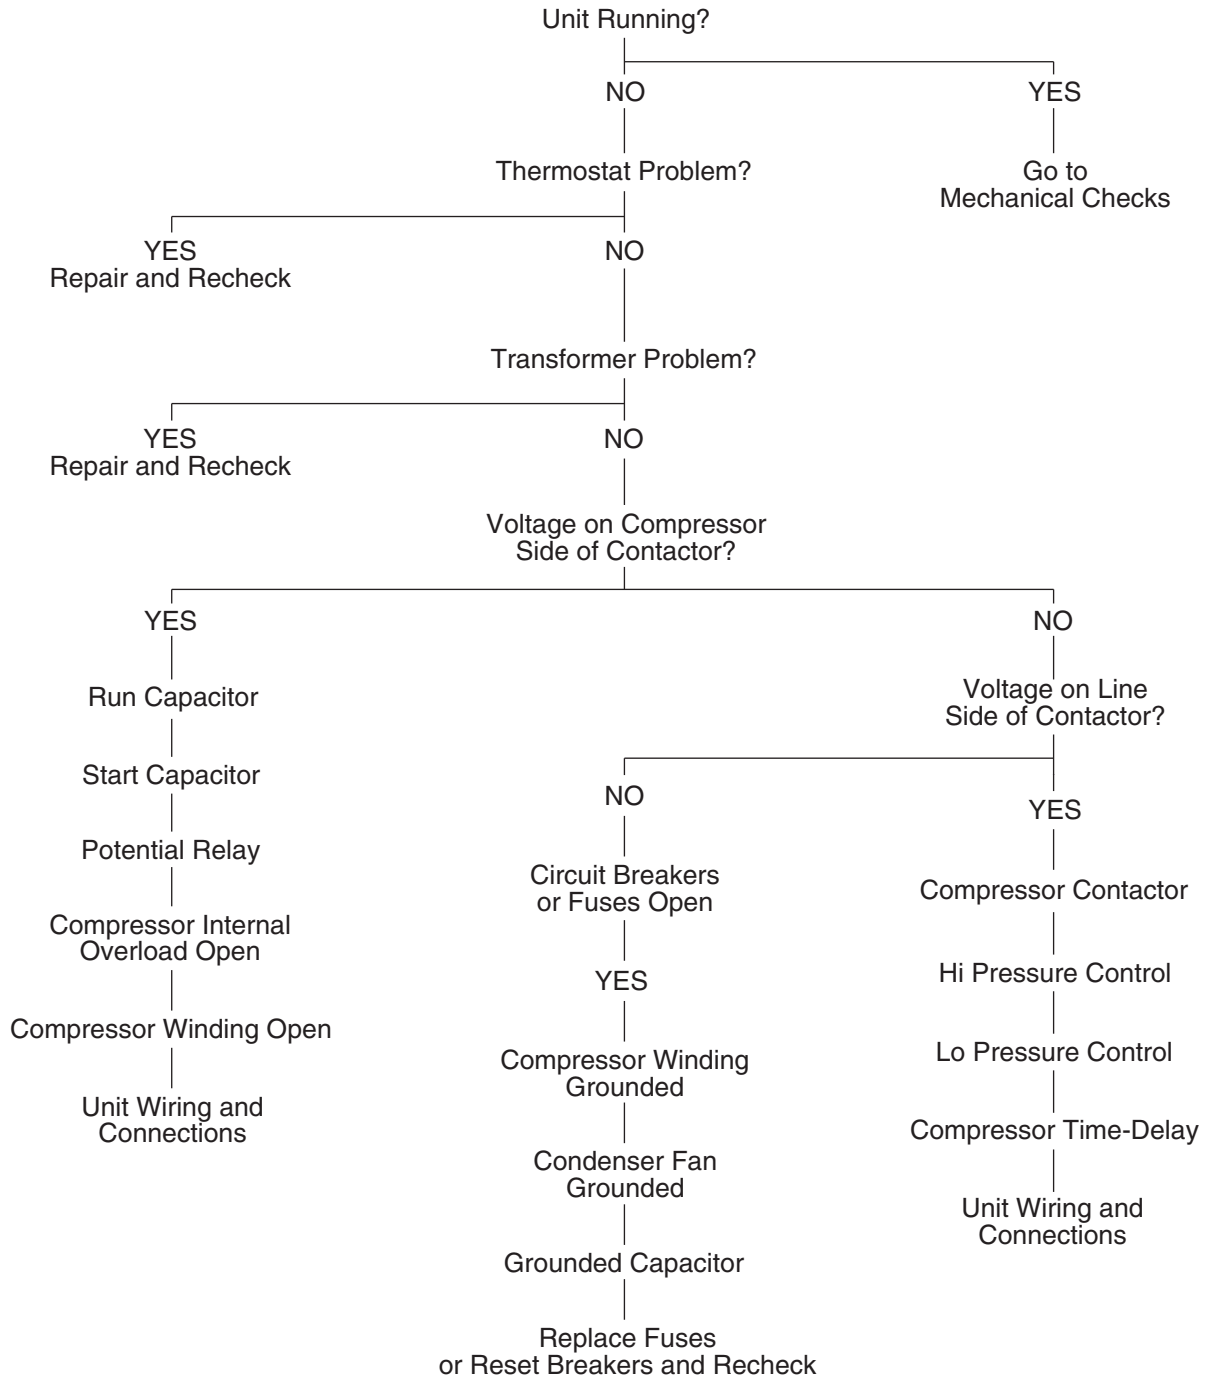 Unit Running?
NO
YES
Thermostat Problem?
Go to
Mechanical Checks
YES
Repair and Recheck
NO
Transformer Problem?
YES
Repair and Recheck
NO
Voltage on Compressor
Side of Contactor?
YES
Run Capacitor
Start Capacitor
Potential Relay
Compressor Internal
Overload Open
Compressor Winding Open
Unit Wiring and
Connections
NO
Voltage on Line
Side of Contactor?
NO
Circuit Breakers
or Fuses Open
YES
Compressor Winding
Grounded
Condenser Fan
Grounded
Grounded Capacitor
Replace Fuses
or Reset Breakers and Recheck
YES
Compressor Contactor
Hi Pressure Control
Lo Pressure Control
Compressor Time-Delay
Unit Wiring and
Connections